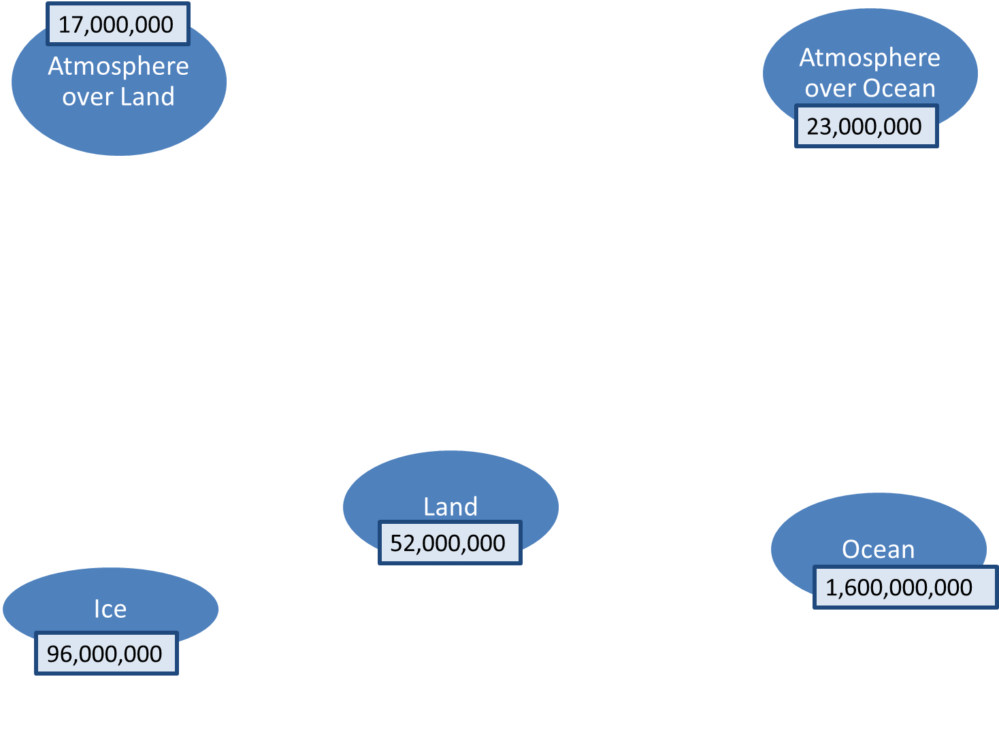 17,000,000
Atmosphere
over Land
Atmosphere
over Ocean
23,000,000
Land
52,000,000
Ocean
1,600,000,000
Ice
96,000,000